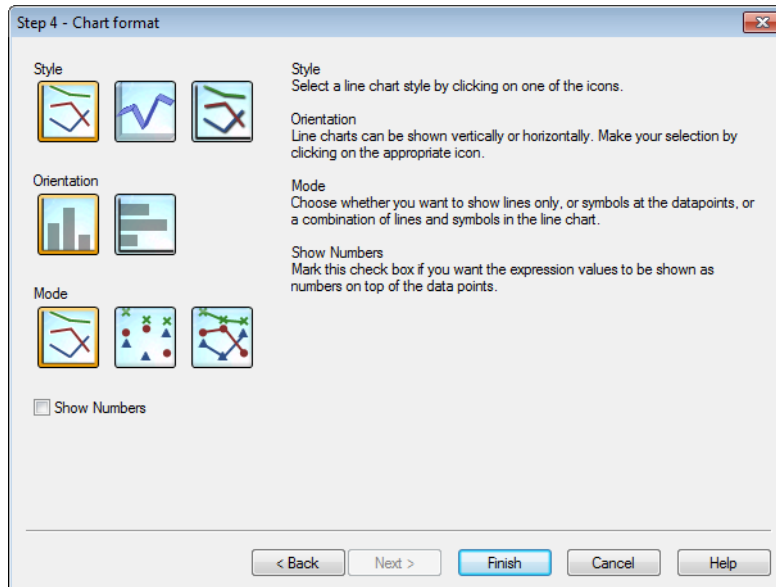 Step 4 - Chart format
Style
Style
Select a line chart style by clicking on one of the icons.
Orientation
Line charts can be shown vertically or horizontally. Make your selection by
clicking on the appropriate icon.
Orientation
Mode
Choose whether you want to show lines only, or symbols at the datapoints, or
a combination of lines and symbols in the line chart.
Show Numbers
Mark this check box if you want the expression values to be shown as
numbers on top of the data points.
Mode
Show Numbers
< Back
Next >
Finish
Cancel
Help